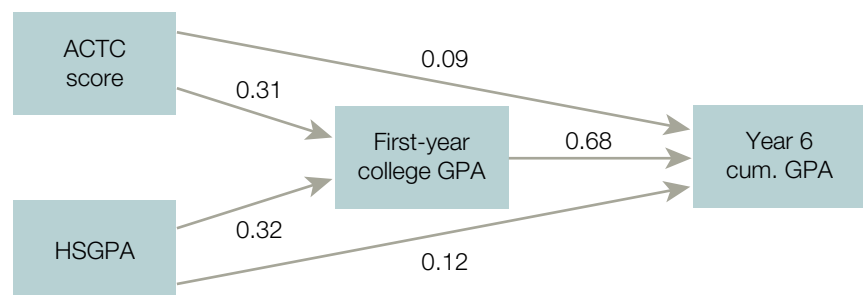 ACTC
score
0.09
0.31
First-year
college GPA
0.68
Year 6
cum. GPA
HSGPA
0.32
0.12